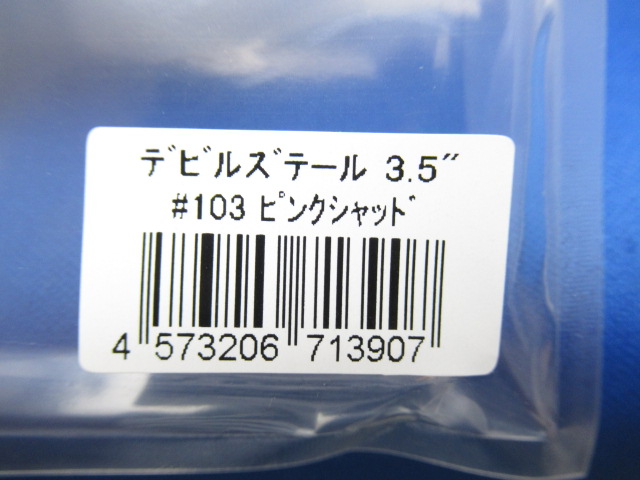 ﾃﾞﾋﾞﾙｽﾞﾃｰﾙ 3.5″
#103 ﾋﾟﾝｸｼｬｯﾄﾞ
4 573206 713907